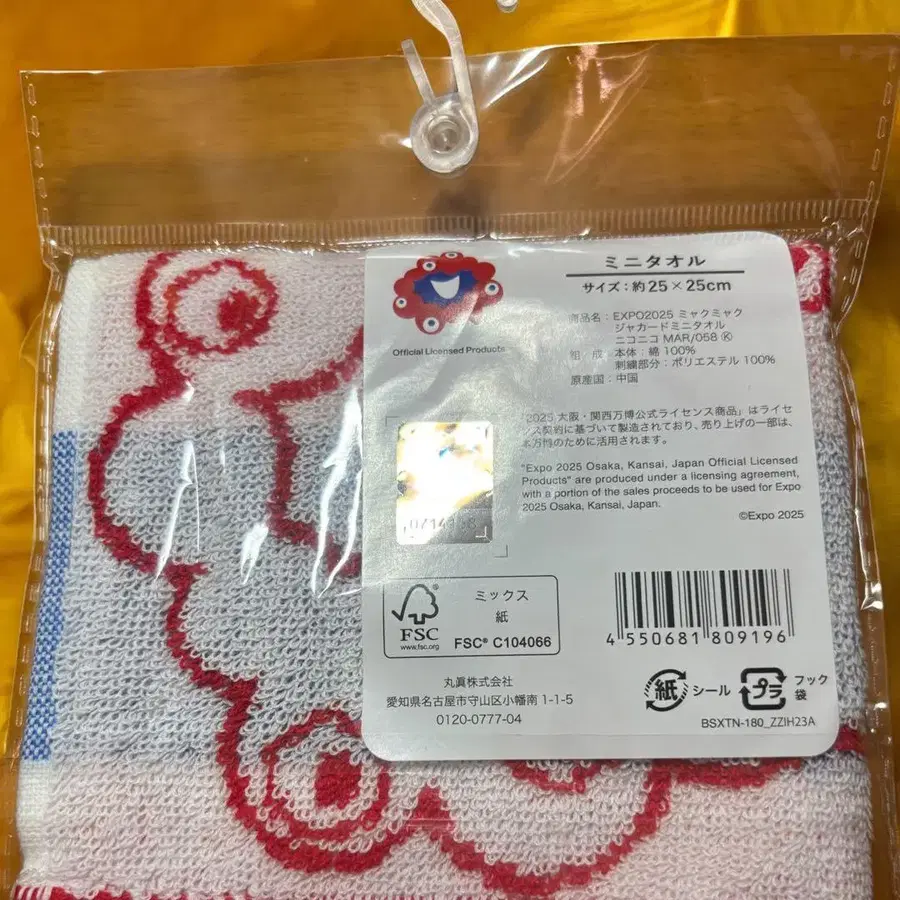 ミニタオル
サイズ：約25×25cm
Official Licensed Products
商品名：EXPO2025 ミャクミャク
ジャカードミニタオル
ニコニコ MAR/058 Ⓚ
組 成：本体：綿 100%
刺繍部分：ポリエステル 100%
原産国：中国
2025 大阪・関西万博公式ライセンス商品」はライセ
ンス契約に基づいて製造されており、売り上げの一部は、
万博のために活用されます。
"Expo 2025 Osaka, Kansai, Japan Official Licensed
Products" are produced under a licensing agreement,
with a portion of the sales proceeds to be used for Expo
2025 Osaka, Kansai, Japan.
©Expo 2025
FSC
www.fsc.org
ミックス
紙
FSC® C104066
4 550681 809196
丸眞株式会社
愛知県名古屋市守山区小幡南 1-1-5
0120-0777-04
紙 シール
プラ フック
袋
BSXTN-180_ZZIH23A